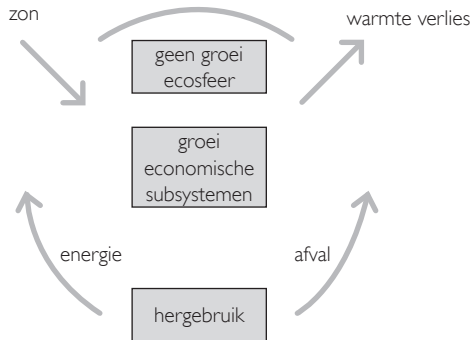 zon
warmte verlies
geen groei
ecosfeer
groei
economische
subsystemen
energie
afval
hergebruik